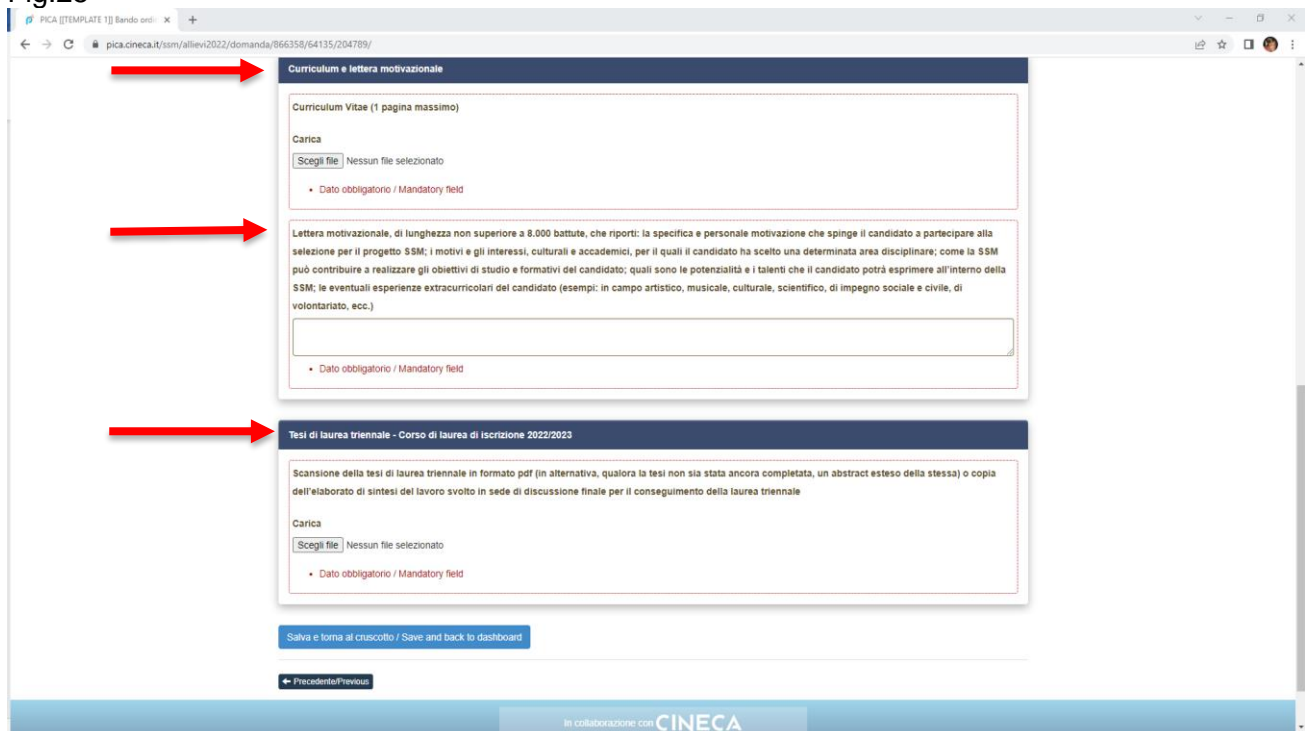 PICA [[TEMPLATE 1]] Bando ordi
pica.cineca.it/ssm/allievi2022/domanda/866358/64135/204789/
Curriculum e lettera motivazionale
Curriculum Vitae (1 pagina massimo)
Carica
Scegli file Nessun file selezionato
• Dato obbligatorio / Mandatory field
Lettera motivazionale, di lunghezza non superiore a 8.000 battute, che riporti: la specifica e personale motivazione che spinge il candidato a partecipare alla
selezione per il progetto SSM; i motivi e gli interessi, culturali e accademici, per il quali il candidato ha scelto una determinata area disciplinare; come la SSM
può contribuire a realizzare gli obiettivi di studio e formativi del candidato; quali sono le potenzialità e i talenti che il candidato potrà esprimere all'interno della
SSM; le eventuali esperienze extracurricolari del candidato (esempi: in campo artistico, musicale, culturale, scientifico, di impegno sociale e civile, di
volontariato, ecc.)
• Dato obbligatorio / Mandatory field
Tesi di laurea triennale - Corso di laurea di iscrizione 2022/2023
Scansione della tesi di laurea triennale in formato pdf (in alternativa, qualora la tesi non sia stata ancora completata, un abstract esteso della stessa) o copia
dell'elaborato di sintesi del lavoro svolto in sede di discussione finale per il conseguimento della laurea triennale
Carica
Scegli file Nessun file selezionato
• Dato obbligatorio / Mandatory field
Salva e torna al cruscotto / Save and back to dashboard
← Precedente/Previous
In collaborazione con CINECA